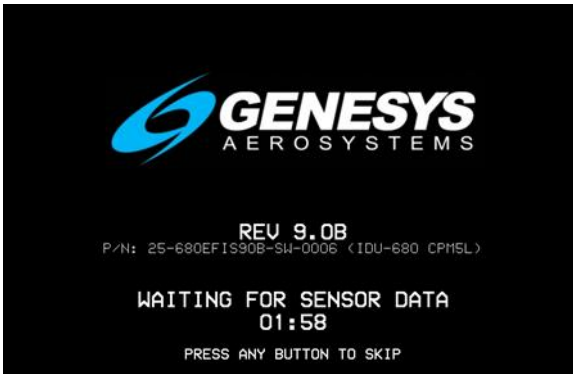 GENESYS
AEROSYSTEMS
REV 9.0B
P/N: 25-680EFIS90B-SW-0006 (IDU-680 CPM5L)
WAITING FOR SENSOR DATA
01:58
PRESS ANY BUTTON TO SKIP